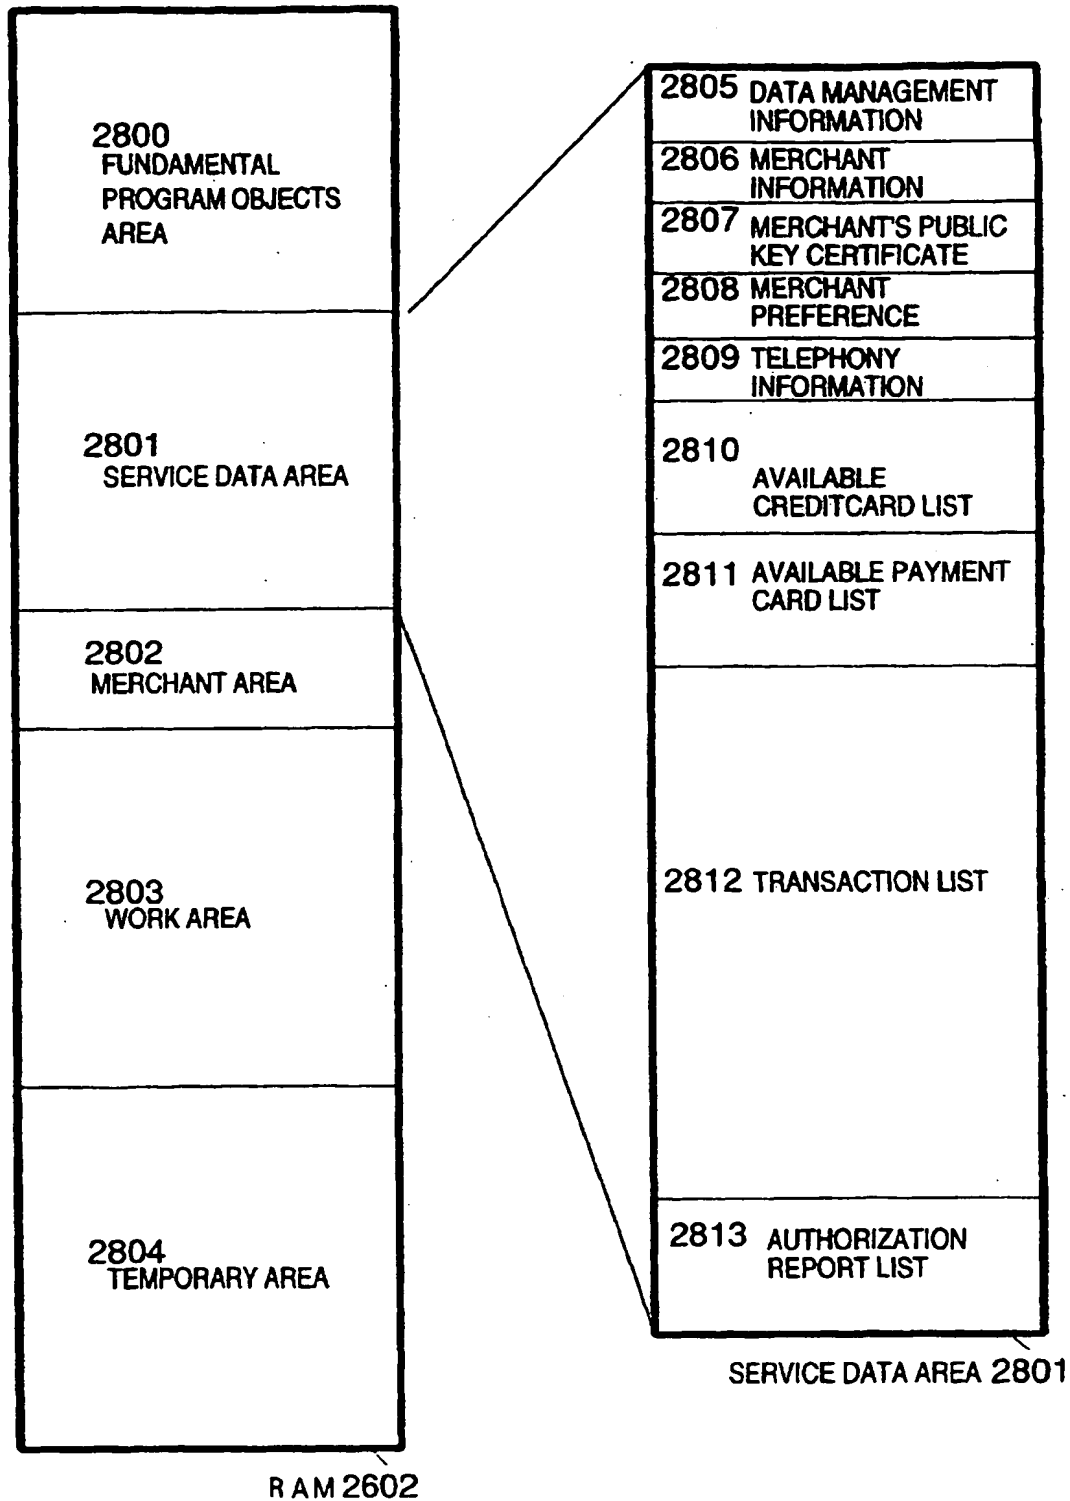 2800
FUNDAMENTAL
PROGRAM OBJECTS
AREA
2801
SERVICE DATA AREA
2802
MERCHANT AREA
2803
WORK AREA
2804
TEMPORARY AREA
RAM 2602
2805 DATA MANAGEMENT
INFORMATION
2806 MERCHANT
INFORMATION
2807 MERCHANT'S PUBLIC
KEY CERTIFICATE
2808 MERCHANT
PREFERENCE
2809 TELEPHONY
INFORMATION
2810
AVAILABLE
CREDITCARD LIST
2811 AVAILABLE PAYMENT
CARD LIST
2812 TRANSACTION LIST
2813 AUTHORIZATION
REPORT LIST
SERVICE DATA AREA 2801